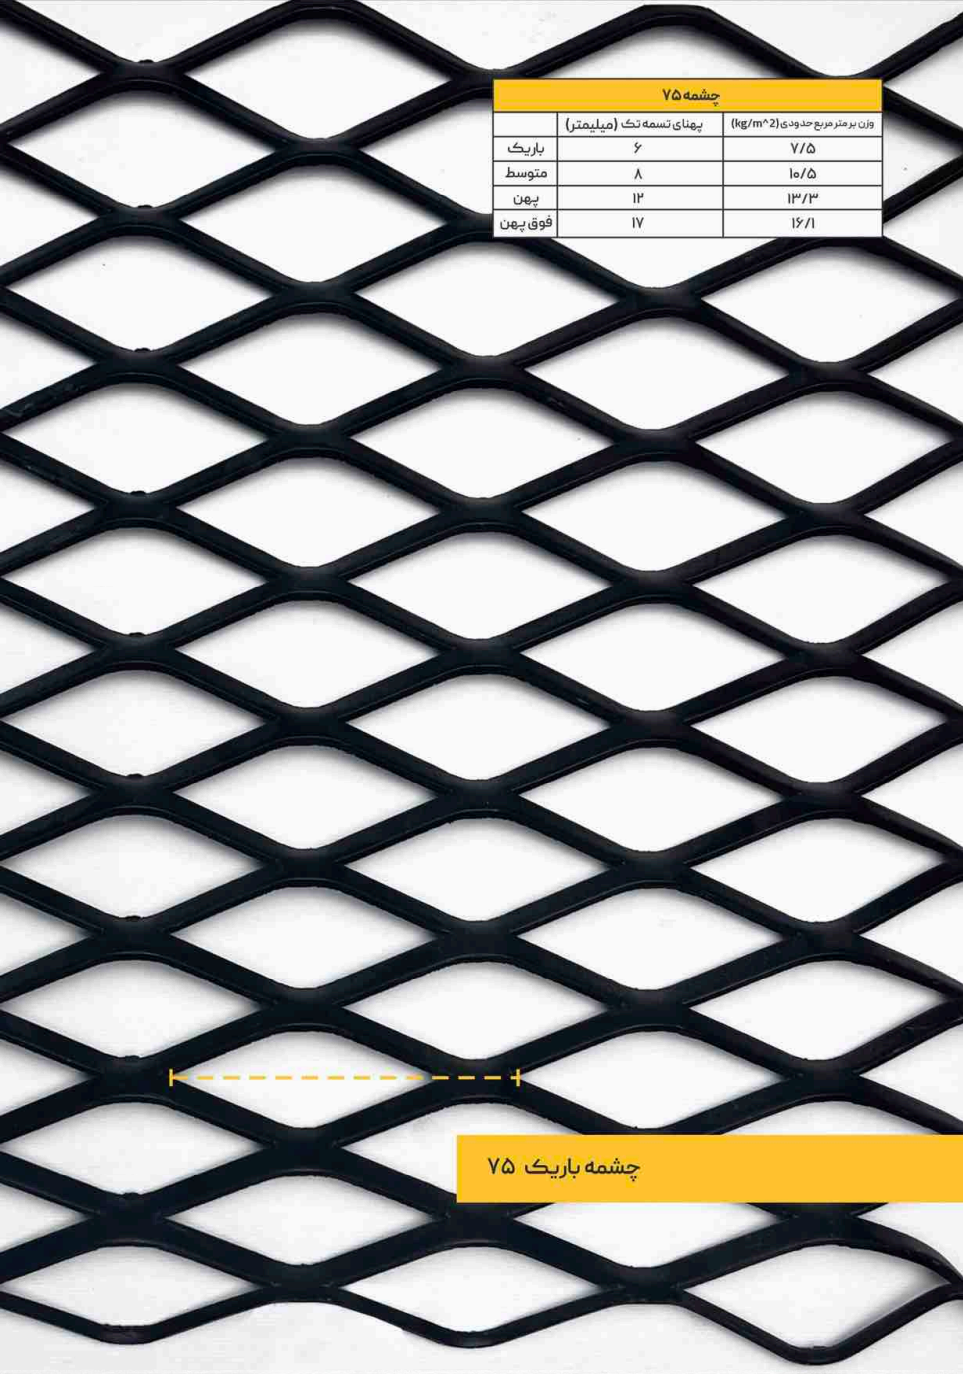 چشمه ۷۵
پهنای تسمه تک (میلیمتر) وزن بر متر مربع حدودی (kg/m^2)
باریک ۶ ۷/۵
متوسط ۸ ۱۰/۵
پهن ۱۲ ۱۳/۳
فوق پهن ۱۷ ۱۶/۱
چشمه باریک ۷۵